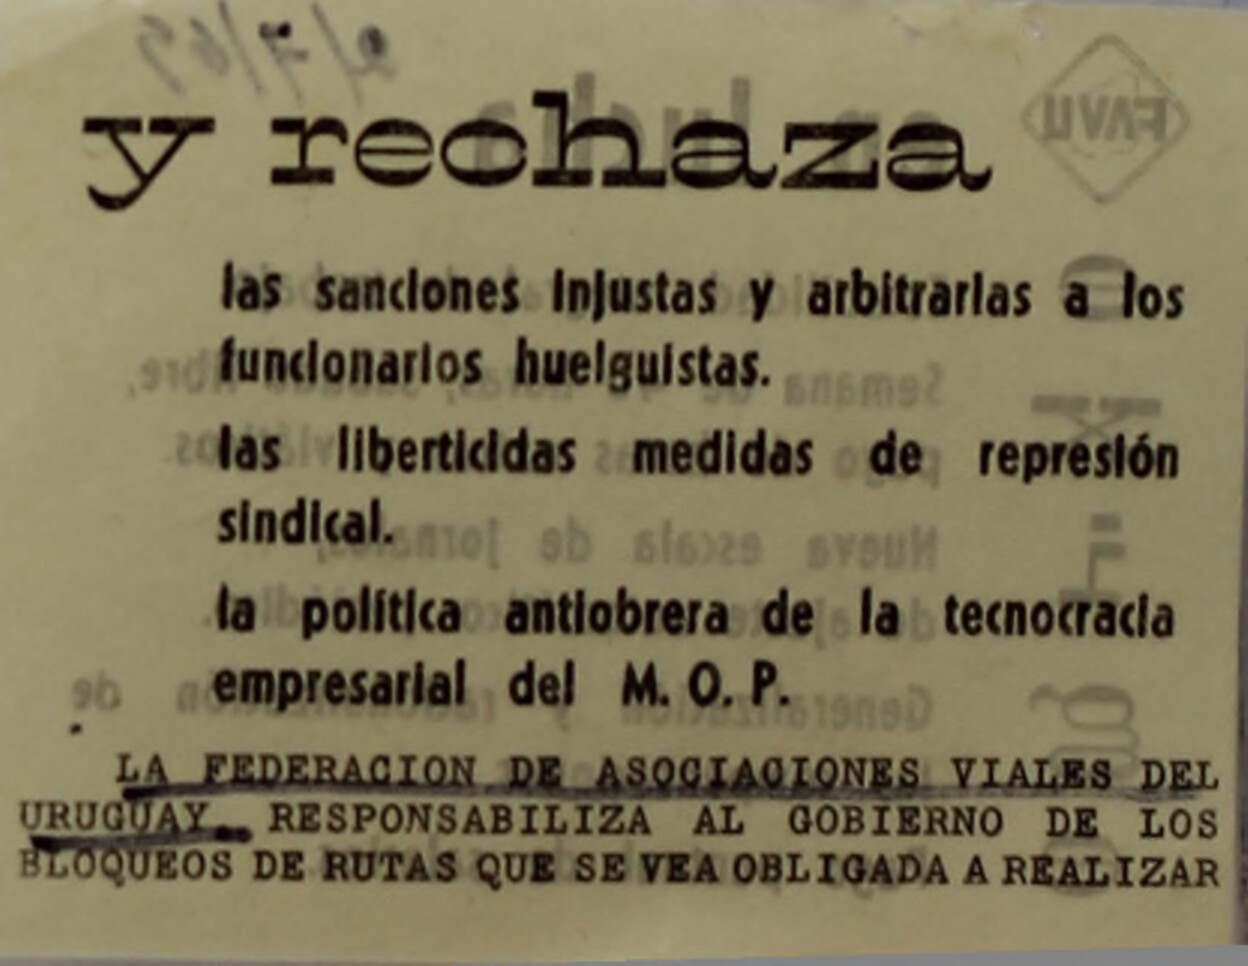 y rechaza
las sanciones injustas y arbitrarias a los
funcionarios huelguistas.
las liberticidas medidas de represión
sindical.
la política antiobrera de la tecnocracia
empresarial del M. O. P.
LA FEDERACION DE ASOCIACIONES VIALES DEL
URUGUAY RESPONSABILIZA AL GOBIERNO DE LOS
BLOQUEOS DE RUTAS QUE SE VEA OBLIGADA A REALIZAR